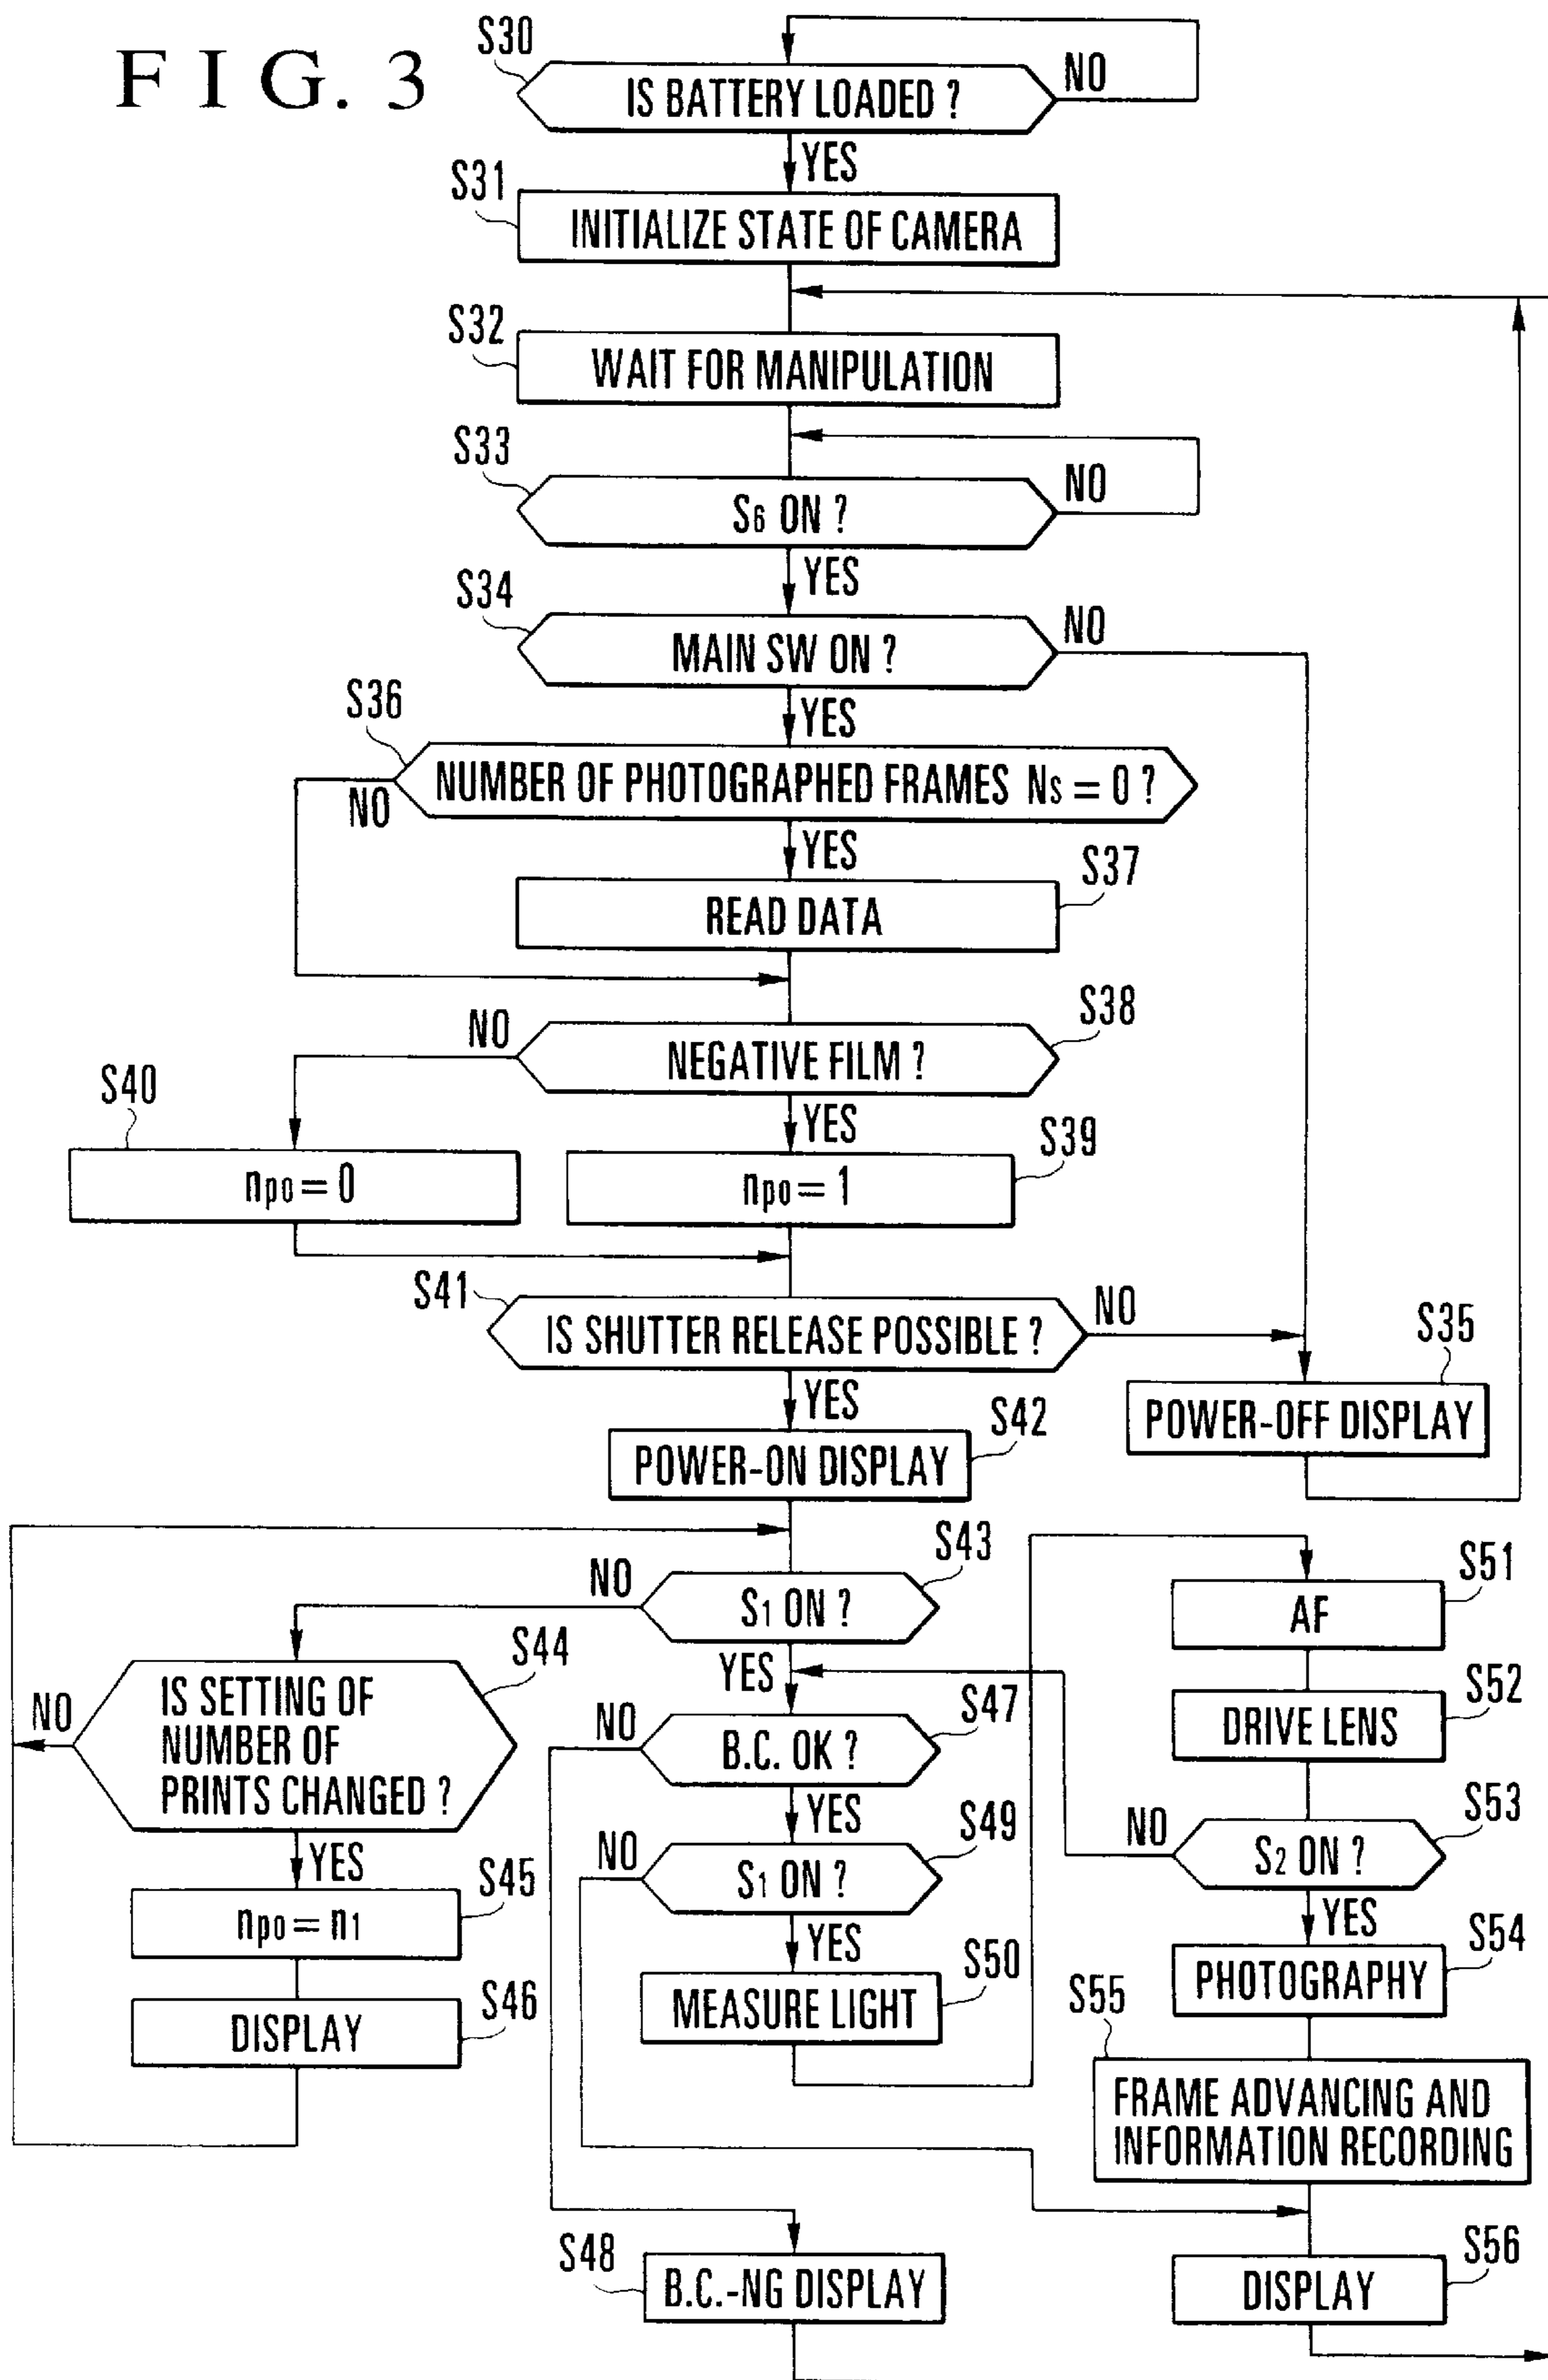 FIG. 3
S30
IS BATTERY LOADED ?
NO
YES
S31
INITIALIZE STATE OF CAMERA
S32
WAIT FOR MANIPULATION
S33
S6 ON ?
NO
YES
S34
MAIN SW ON ?
NO
YES
S36
NUMBER OF PHOTOGRAPHED FRAMES Ns = 0 ?
NO
YES
S37
READ DATA
S38
NO
NEGATIVE FILM ?
YES
S40
npo = 0
S39
npo = 1
S41
IS SHUTTER RELEASE POSSIBLE ?
NO
YES
S35
POWER-OFF DISPLAY
S42
POWER-ON DISPLAY
S43
NO
S1 ON ?
YES
S44
NO
IS SETTING OF
NUMBER OF
PRINTS CHANGED ?
YES
S45
npo = n1
S46
DISPLAY
S47
NO
B.C. OK ?
YES
S49
NO
S1 ON ?
YES
S50
MEASURE LIGHT
S48
B.C.-NG DISPLAY
S51
AF
S52
DRIVE LENS
S53
NO
S2 ON ?
YES
S54
PHOTOGRAPHY
S55
FRAME ADVANCING AND
INFORMATION RECORDING
S56
DISPLAY